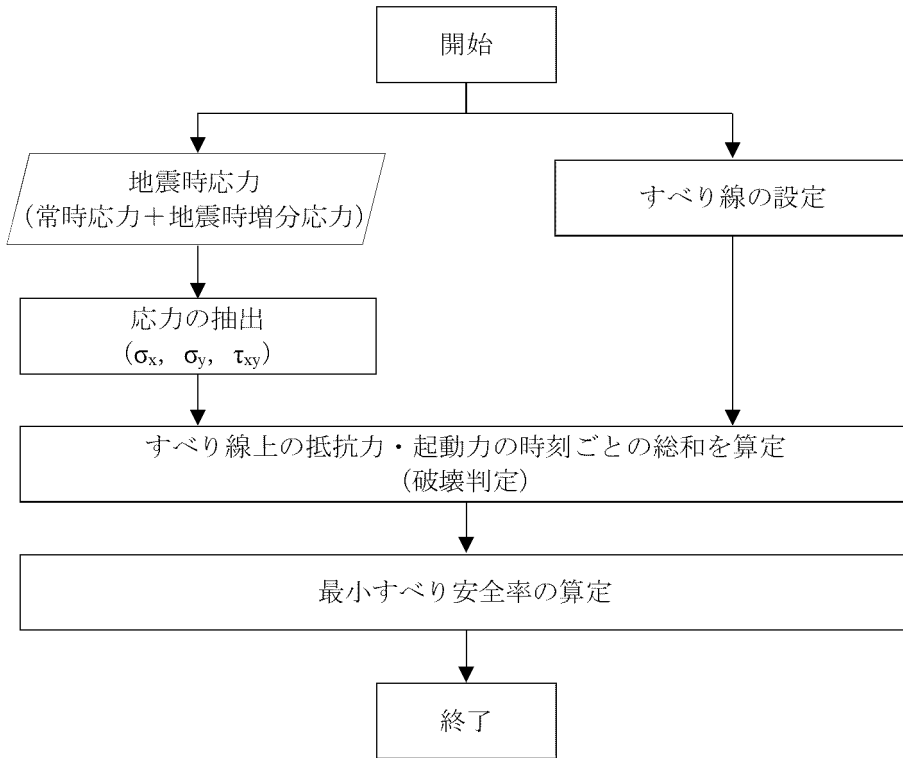 開始
地震時応力
(常時応力+地震時増分応力)
すべり線の設定
応力の抽出
(σx, σy, τxy)
すべり線上の抵抗力・起動力の時刻ごとの総和を算定
(破壊判定)
最小すべり安全率の算定
終了